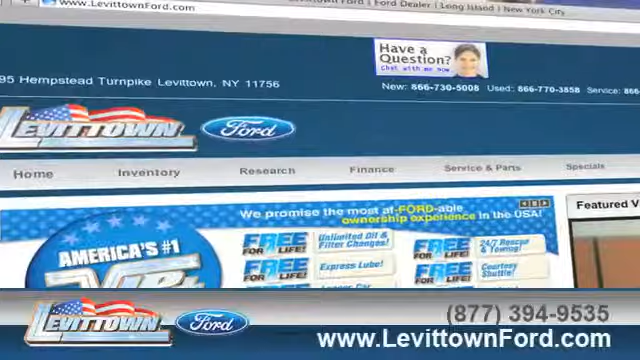 www.LevittownFord.com
Ford | Ford Dealer | Long Island | New York City
Have a
Question?
Chat with me now
95 Hempstead Turnpike Levittown, NY 11756
New: 866-730-5008 Used: 866-770-3858 Service: 866-
LEVITTOWN Ford
Home Inventory Research Finance Service & Parts Specials
We promise the most af-FORD-able
ownership experience in the USA!
Featured V
AMERICA'S #1
VIP
FREE FOR LIFE! Unlimited Oil & Filter Changes!
FREE FOR LIFE! 24/7 Rescue & Towing!
FREE FOR LIFE! Express Lube!
FREE FOR LIFE! Courtesy Shuttle!
LEVITTOWN Ford
(877) 394-9535
www.LevittownFord.com